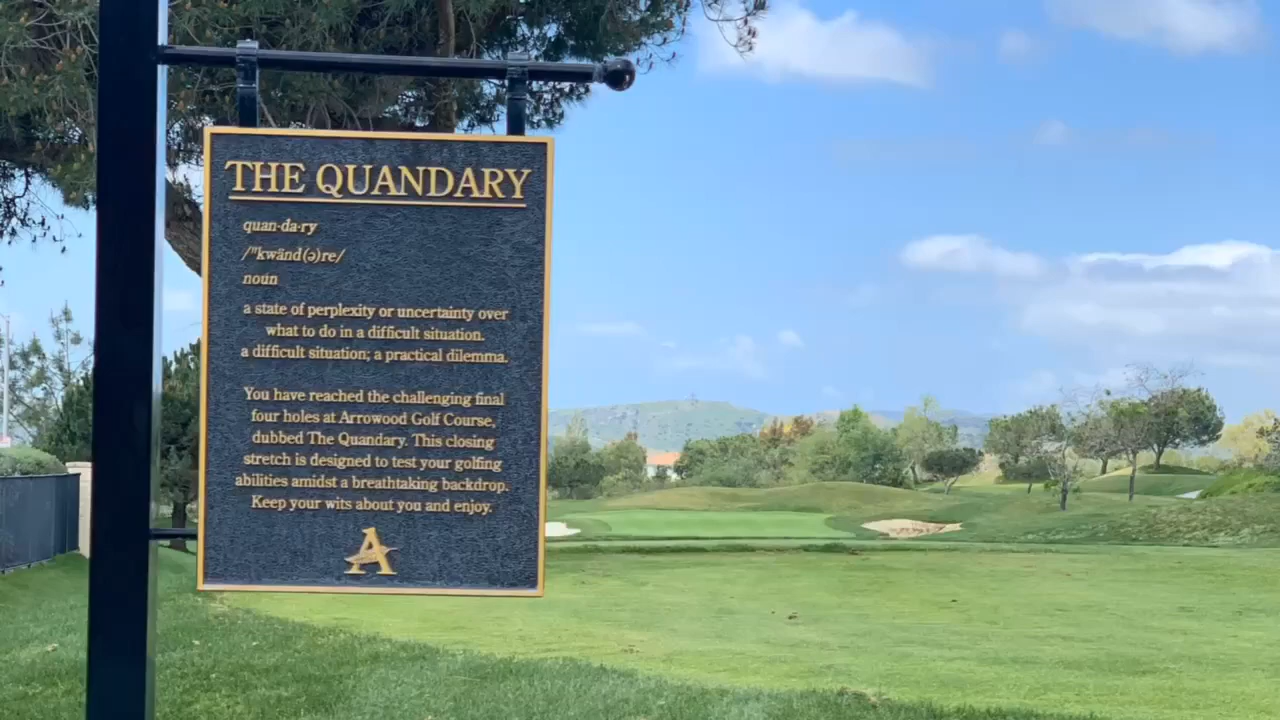 THE QUANDARY
quan·da·ry
/ˈkwänd(ə)re/
noun
a state of perplexity or uncertainty over
what to do in a difficult situation.
a difficult situation; a practical dilemma.
You have reached the challenging final
four holes at Arrowood Golf Course,
dubbed The Quandary. This closing
stretch is designed to test your golfing
abilities amidst a breathtaking backdrop.
Keep your wits about you and enjoy.
A